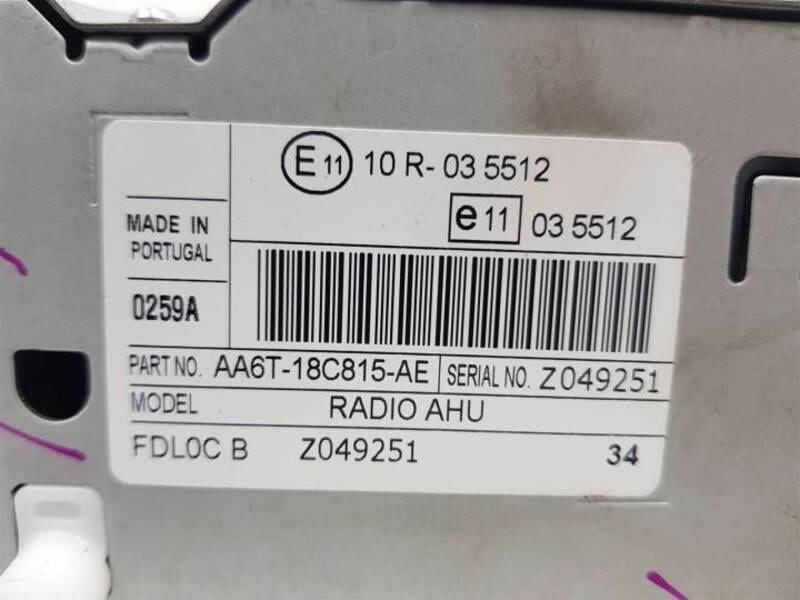 E 11 10 R- 03 5512
e 11 03 5512
MADE IN
PORTUGAL
0259A
PART NO. AA6T-18C815-AE SERIAL NO. Z049251
MODEL RADIO AHU
FDL0C B Z049251 34